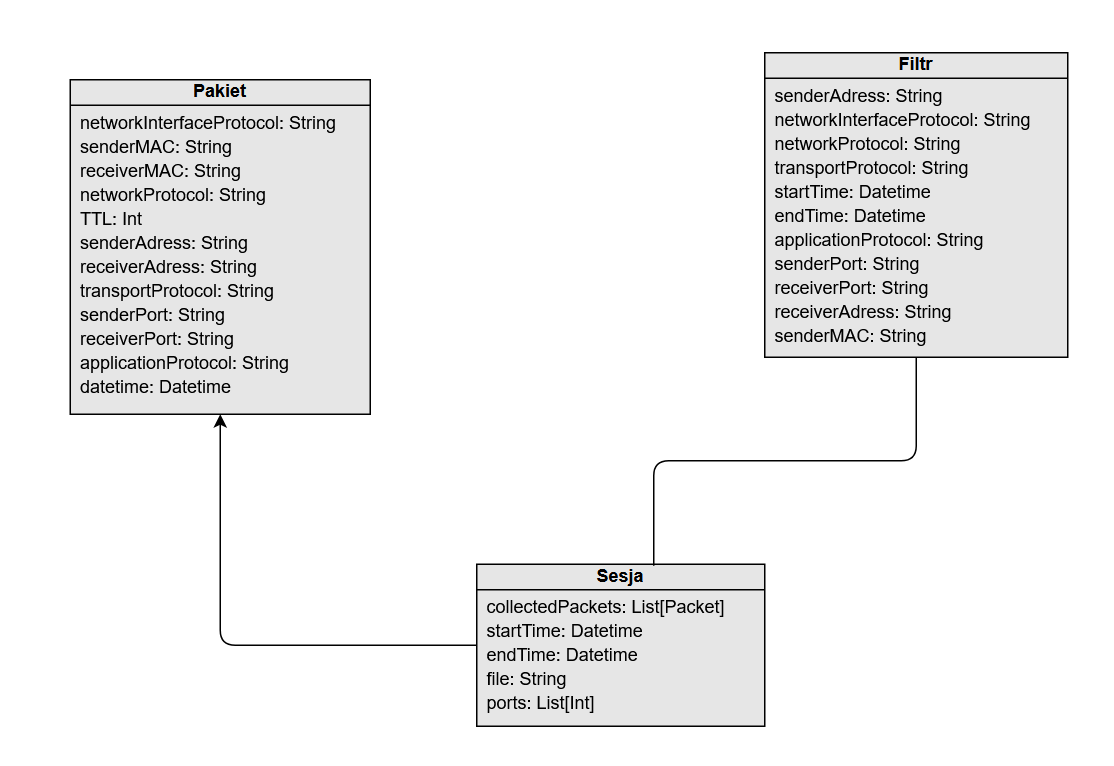 Pakiet
networkInterfaceProtocol: String
senderMAC: String
receiverMAC: String
networkProtocol: String
TTL: Int
senderAdress: String
receiverAdress: String
transportProtocol: String
senderPort: String
receiverPort: String
applicationProtocol: String
datetime: Datetime
Filtr
senderAdress: String
networkInterfaceProtocol: String
networkProtocol: String
transportProtocol: String
startTime: Datetime
endTime: Datetime
applicationProtocol: String
senderPort: String
receiverPort: String
receiverAdress: String
senderMAC: String
Sesja
collectedPackets: List[Packet]
startTime: Datetime
endTime: Datetime
file: String
ports: List[Int]